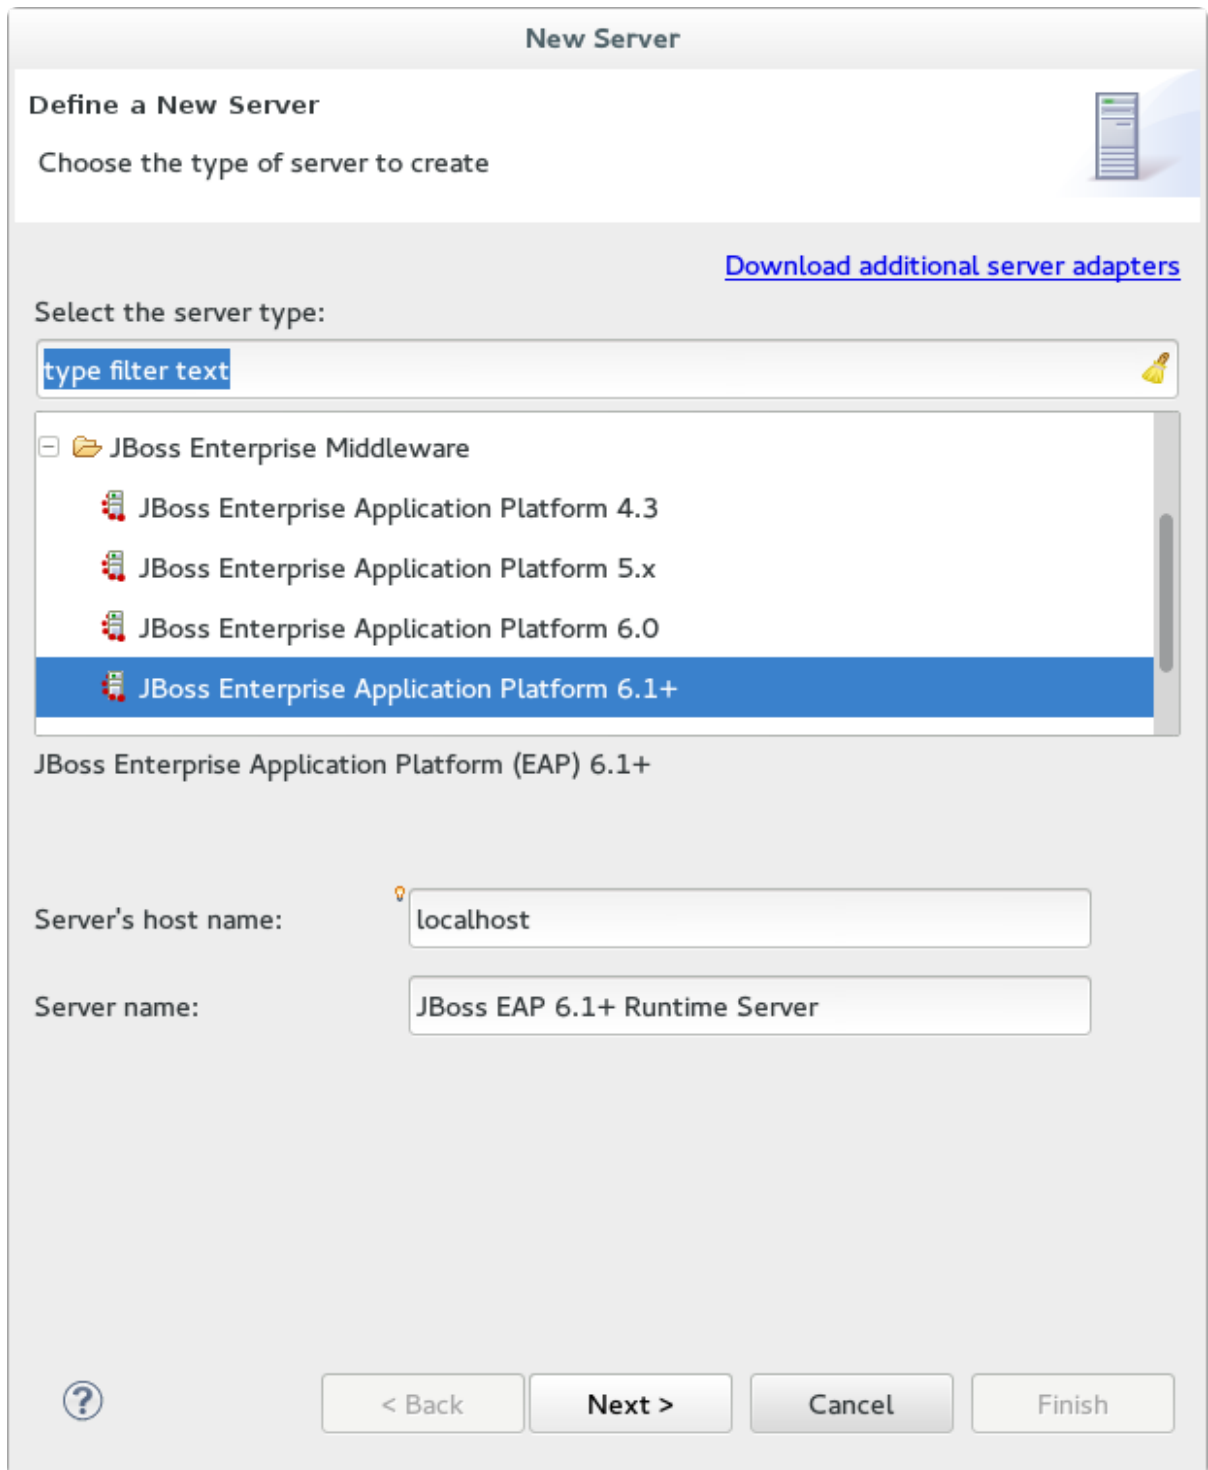 New Server
Define a New Server
Choose the type of server to create
Download additional server adapters
Select the server type:
type filter text
JBoss Enterprise Middleware
JBoss Enterprise Application Platform 4.3
JBoss Enterprise Application Platform 5.x
JBoss Enterprise Application Platform 6.0
JBoss Enterprise Application Platform 6.1+
JBoss Enterprise Application Platform (EAP) 6.1+
Server's host name: localhost
Server name: JBoss EAP 6.1+ Runtime Server
? < Back Next > Cancel Finish